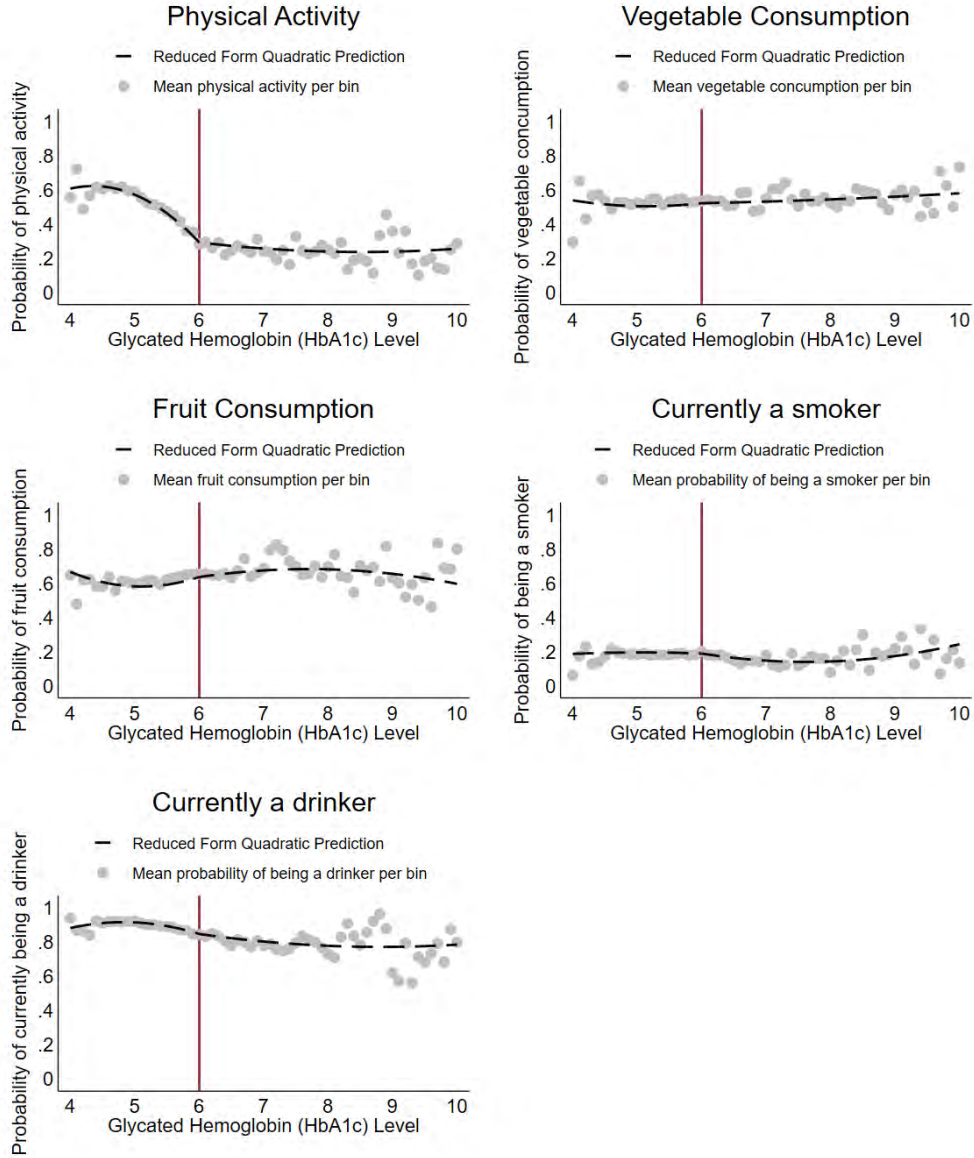 Physical Activity
Reduced Form Quadratic Prediction
Mean physical activity per bin
Probability of physical activity
1
.8
.6
.4
.2
0
4 5 6 7 8 9 10
Glycated Hemoglobin (HbA1c) Level
Vegetable Consumption
Reduced Form Quadratic Prediction
Mean vegetable concumption per bin
Probability of vegetable concumption
1
.8
.6
.4
.2
0
4 5 6 7 8 9 10
Glycated Hemoglobin (HbA1c) Level
Fruit Consumption
Reduced Form Quadratic Prediction
Mean fruit consumption per bin
Probability of fruit consumption
1
.8
.6
.4
.2
0
4 5 6 7 8 9 10
Glycated Hemoglobin (HbA1c) Level
Currently a smoker
Reduced Form Quadratic Prediction
Mean probability of being a smoker per bin
Probability of being a smoker
1
.8
.6
.4
.2
0
4 5 6 7 8 9 10
Glycated Hemoglobin (HbA1c) Level
Currently a drinker
Reduced Form Quadratic Prediction
Mean probability of being a drinker per bin
Probability of currently being a drinker
1
.8
.6
.4
.2
0
4 5 6 7 8 9 10
Glycated Hemoglobin (HbA1c) Level